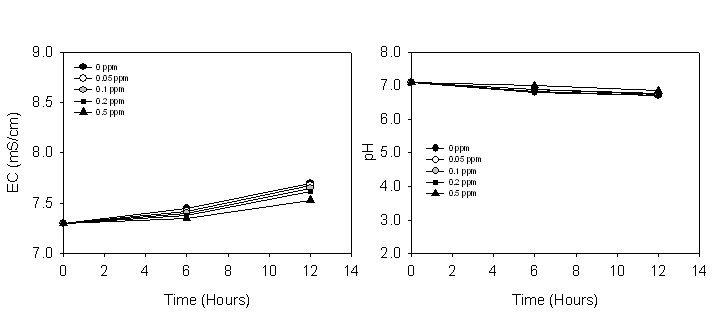 9.0
8.5
8.0
7.5
7.0
EC (mS/cm)
0 ppm
0.05 ppm
0.1 ppm
0.2 ppm
0.5 ppm
0 2 4 6 8 10 12 14
Time (Hours)
8.0
7.0
6.0
5.0
4.0
3.0
2.0
pH
0 ppm
0.05 ppm
0.1 ppm
0.2 ppm
0.5 ppm
0 2 4 6 8 10 12 14
Time (Hours)